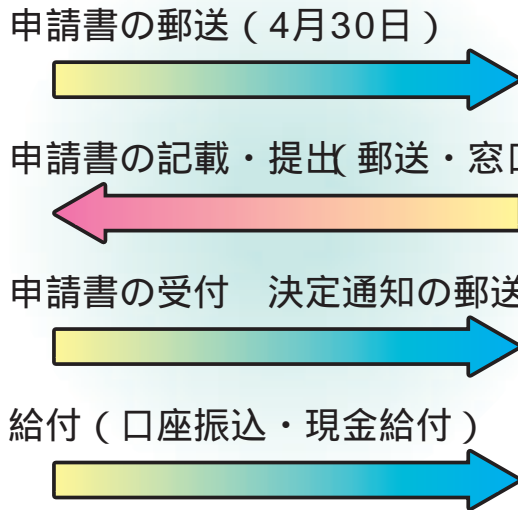 申請書の郵送(4月30日)
申請書の記載・提出(郵送・窓口
申請書の受付　決定通知の郵送
給付(口座振込・現金給付)